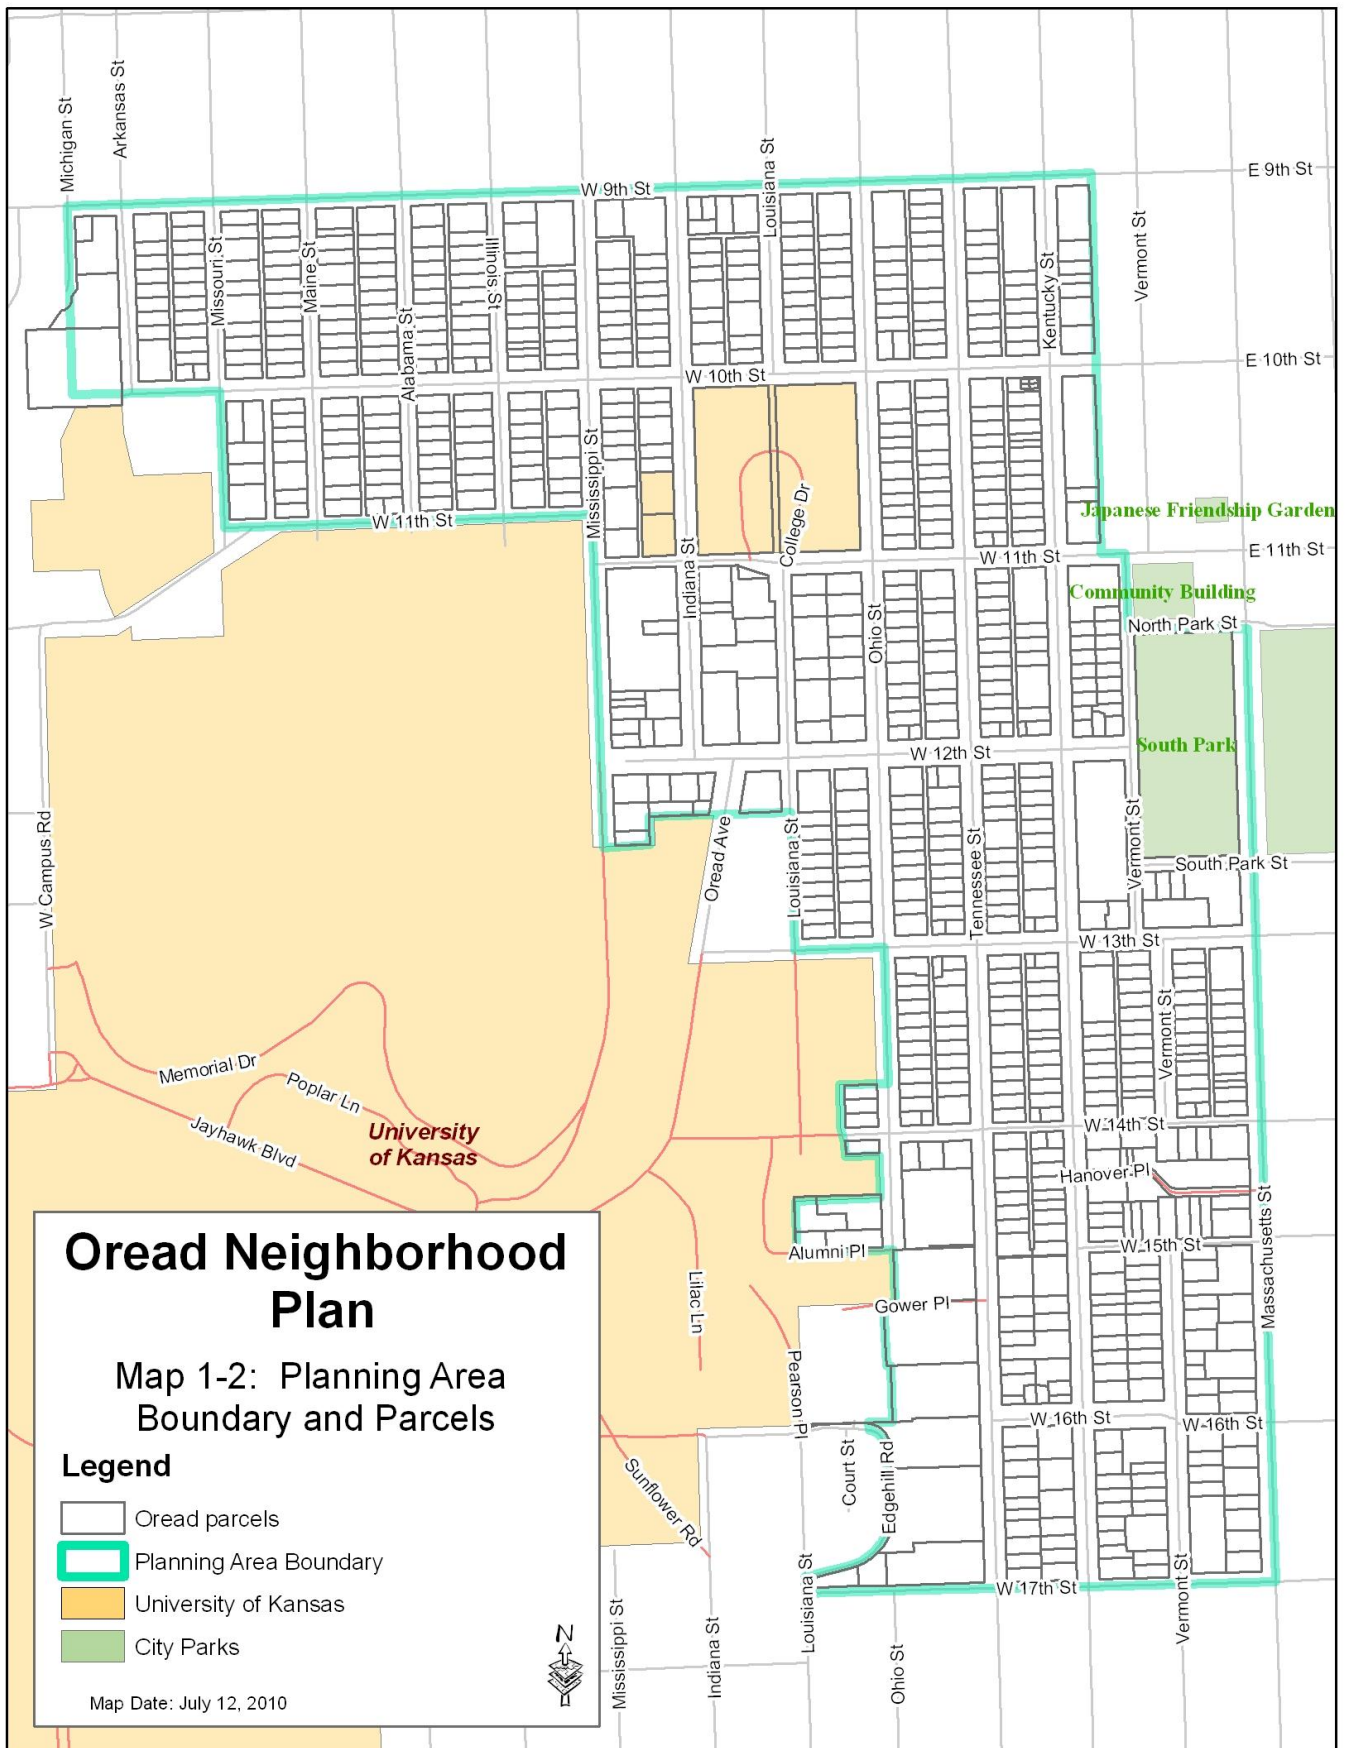 Michigan St
Arkansas St
Louisiana St
W 9th St
E 9th St
Missouri St
Maine St
Alabama St
Illinois St
Kentucky St
Vermont St
W 10th St
E 10th St
Mississippi St
College Dr
Japanese Friendship Garden
W 11th St
W 11th St
E 11th St
Indiana St
Ohio St
Community Building
North Park St
South Park
W 12th St
W Campus Rd
Oread Ave
Louisiana St
Tennessee St
Vermont St
South Park St
W 13th St
Vermont St
Memorial Dr
Poplar Ln
Jayhawk Blvd
University
of Kansas
W 14th St
Hanover Pl
Massachusetts St
Alumni Pl
W 15th St
Lilac Ln
Gower Pl
Pearson Pl
W 16th St
W 16th St
Sunflower Rd
Court St
Edgehill Rd
W 17th St
Mississippi St
Indiana St
Louisiana St
Ohio St
Vermont St
Oread Neighborhood
Plan
Map 1-2: Planning Area
Boundary and Parcels
Legend
Oread parcels
Planning Area Boundary
University of Kansas
City Parks
N
Map Date: July 12, 2010